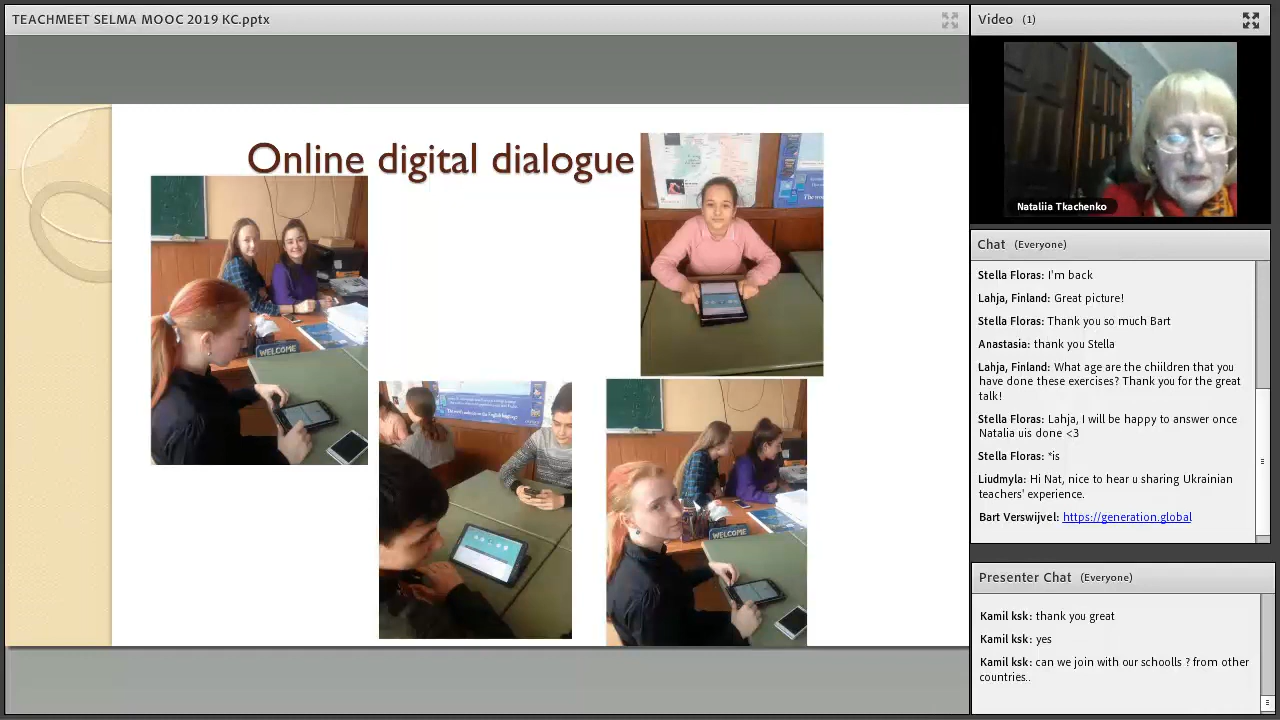 TEACHMEET SELMA MOOC 2019 KC.pptx
Online digital dialogue
WELCOME
WELCOME
Video (1)
Nataliia Tkachenko
Chat (Everyone)
Stella Floras: I'm back
Lahja, Finland: Great picture!
Stella Floras: Thank you so much Bart
Anastasia: thank you Stella
Lahja, Finland: What age are the chiildren that you
have done these exercises? Thank you for the great
talk!
Stella Floras: Lahja, I will be happy to answer once
Natalia uis done <3
Stella Floras: *is
Liudmyla: Hi Nat, nice to hear u sharing Ukrainian
teachers' experience.
Bart Verswijvel: https://generation.global
Presenter Chat (Everyone)
Kamil ksk: thank you great
Kamil ksk: yes
Kamil ksk: can we join with our schoolls ? from other
countries..